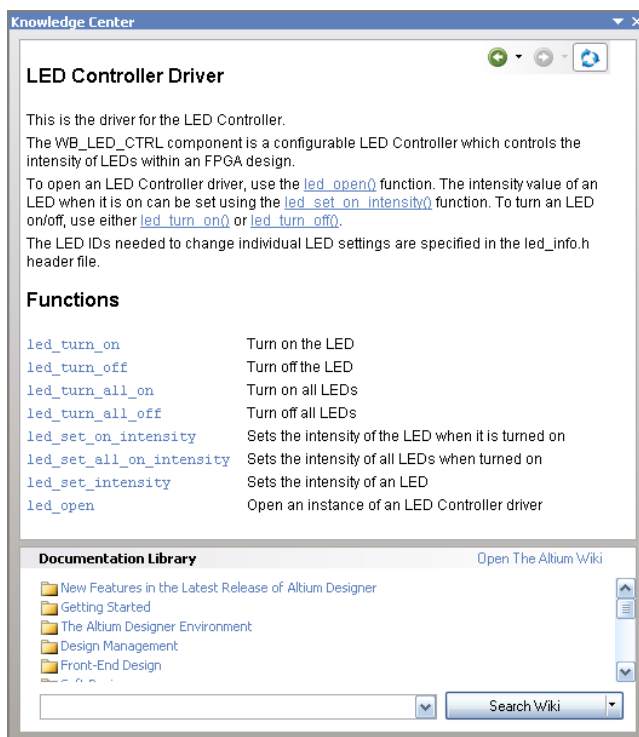 Knowledge Center
LED Controller Driver
This is the driver for the LED Controller.
The WB_LED_CTRL component is a configurable LED Controller which controls the
intensity of LEDs within an FPGA design.
To open an LED Controller driver, use the led_open() function. The intensity value of an
LED when it is on can be set using the led_set_on_intensity() function. To turn an LED
on/off, use either led_turn_on() or led_turn_off().
The LED IDs needed to change individual LED settings are specified in the led_info.h
header file.
Functions
led_turn_on Turn on the LED
led_turn_off Turn off the LED
led_turn_all_on Turn on all LEDs
led_turn_all_off Turn off all LEDs
led_set_on_intensity Sets the intensity of the LED when it is turned on
led_set_all_on_intensity Sets the intensity of all LEDs when turned on
led_set_intensity Sets the intensity of an LED
led_open Open an instance of an LED Controller driver
Documentation Library Open The Altium Wiki
New Features in the Latest Release of Altium Designer
Getting Started
The Altium Designer Environment
Design Management
Front-End Design
Search Wiki